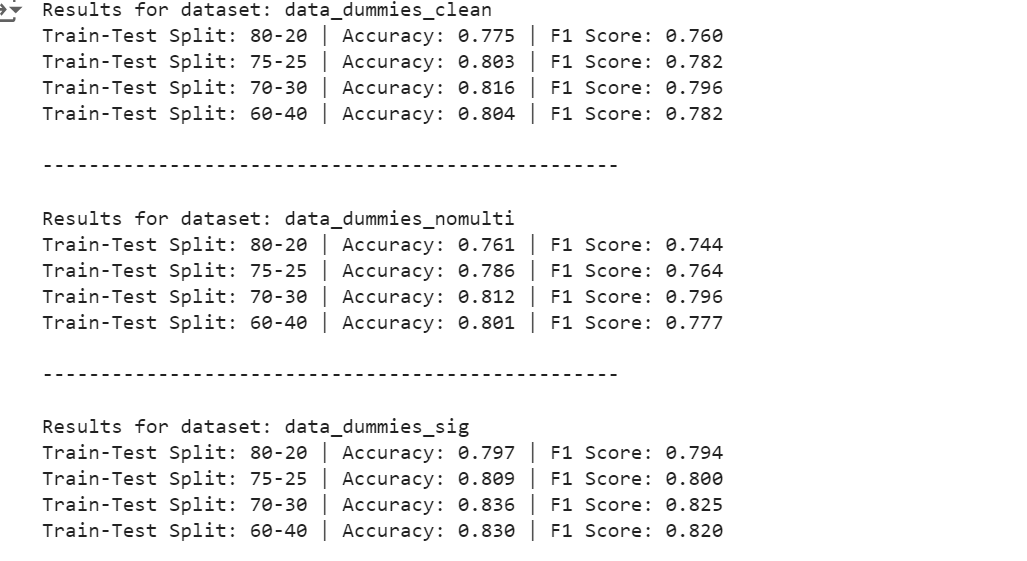 Results for dataset: data_dummies_clean
Train-Test Split: 80-20 | Accuracy: 0.775 | F1 Score: 0.760
Train-Test Split: 75-25 | Accuracy: 0.803 | F1 Score: 0.782
Train-Test Split: 70-30 | Accuracy: 0.816 | F1 Score: 0.796
Train-Test Split: 60-40 | Accuracy: 0.804 | F1 Score: 0.782
--------------------------------------------------
Results for dataset: data_dummies_nomulti
Train-Test Split: 80-20 | Accuracy: 0.761 | F1 Score: 0.744
Train-Test Split: 75-25 | Accuracy: 0.786 | F1 Score: 0.764
Train-Test Split: 70-30 | Accuracy: 0.812 | F1 Score: 0.796
Train-Test Split: 60-40 | Accuracy: 0.801 | F1 Score: 0.777
--------------------------------------------------
Results for dataset: data_dummies_sig
Train-Test Split: 80-20 | Accuracy: 0.797 | F1 Score: 0.794
Train-Test Split: 75-25 | Accuracy: 0.809 | F1 Score: 0.800
Train-Test Split: 70-30 | Accuracy: 0.836 | F1 Score: 0.825
Train-Test Split: 60-40 | Accuracy: 0.830 | F1 Score: 0.820